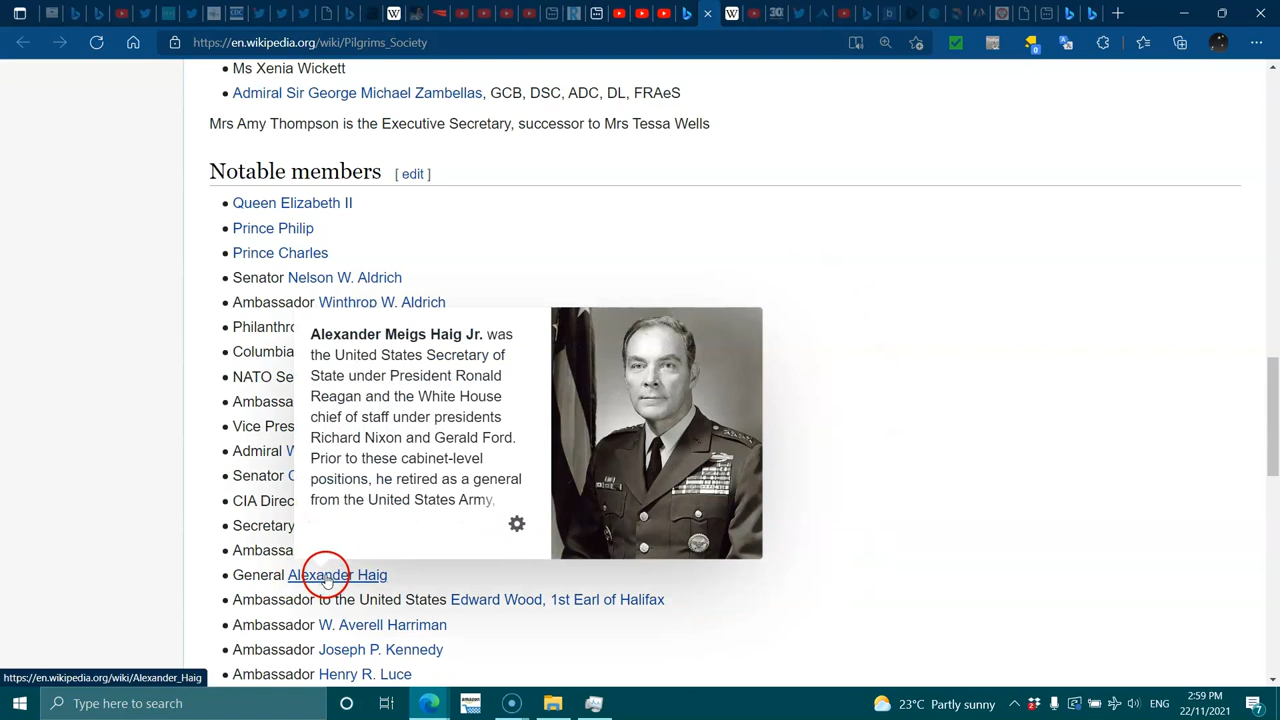 https://en.wikipedia.org/wiki/Pilgrims_Society
Ms Xenia Wickett
Admiral Sir George Michael Zambellas, GCB, DSC, ADC, DL, FRAeS
Mrs Amy Thompson is the Executive Secretary, successor to Mrs Tessa Wells
Notable members [ edit ]
Queen Elizabeth II
Prince Philip
Prince Charles
Senator Nelson W. Aldrich
Ambassador Winthrop W. Aldrich
Philanthro
Columbia
NATO Se
Ambassa
Vice Pres
Admiral W
Senator
CIA Direc
Secretary
Ambassa
Alexander Meigs Haig Jr. was
the United States Secretary of
State under President Ronald
Reagan and the White House
chief of staff under presidents
Richard Nixon and Gerald Ford.
Prior to these cabinet-level
positions, he retired as a general
from the United States Army,
General Alexander Haig
Ambassador to the United States Edward Wood, 1st Earl of Halifax
Ambassador W. Averell Harriman
Ambassador Joseph P. Kennedy
Ambassador Henry R. Luce
https://en.wikipedia.org/wiki/Alexander_Haig
Type here to search
23°C Partly sunny
ENG
2:59 PM
22/11/2021